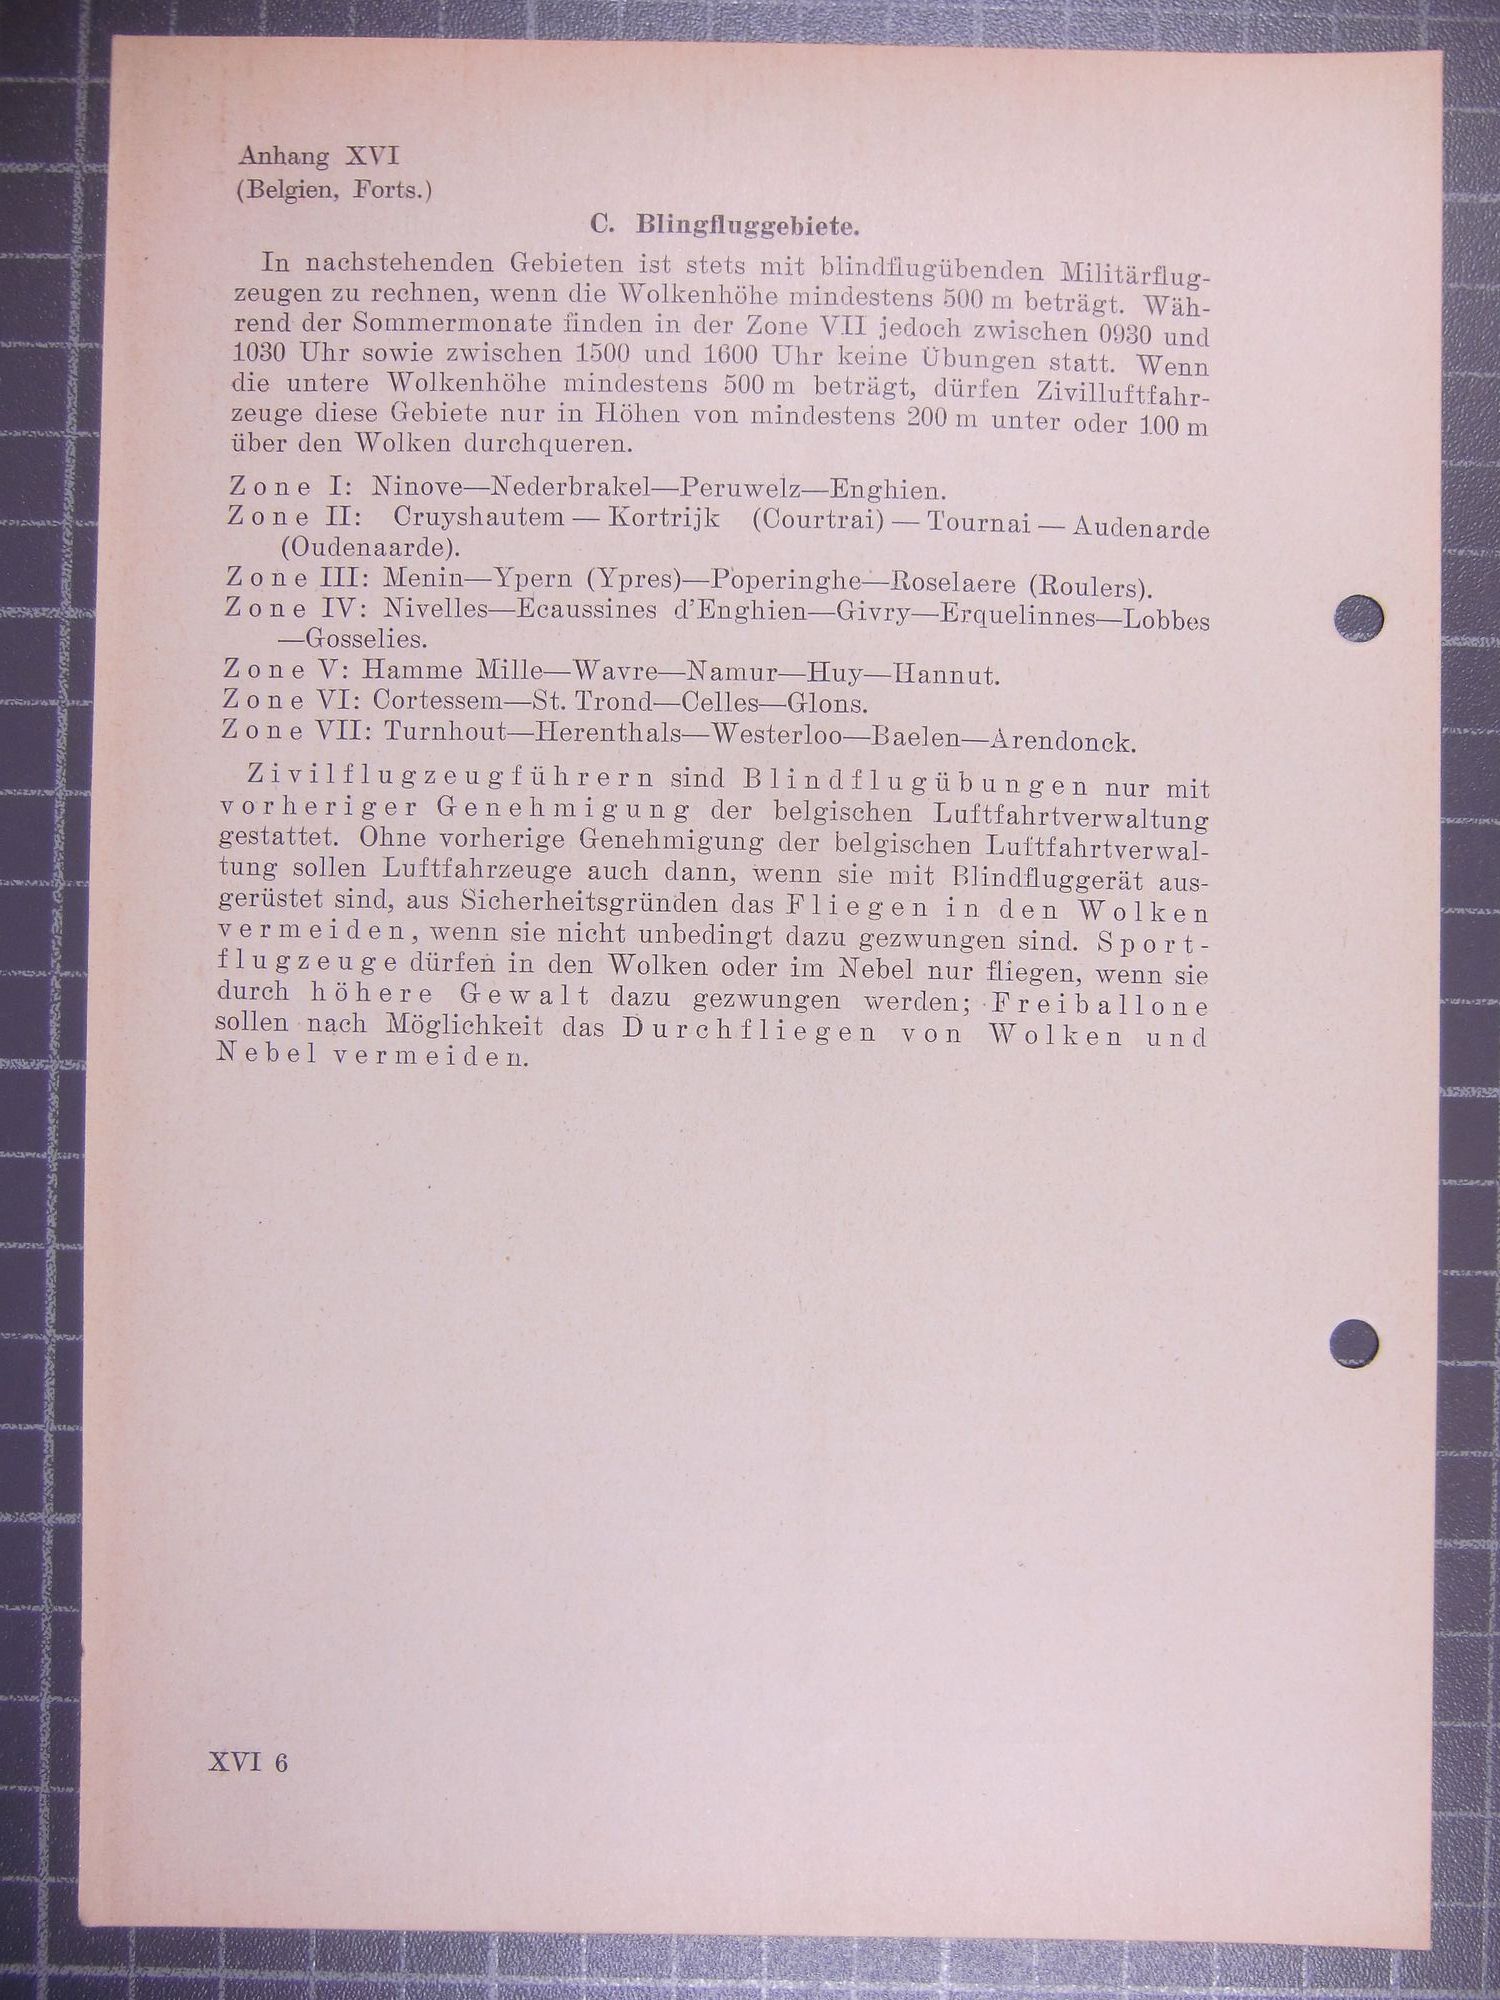 Anhang XVI
(Belgien, Forts.)
C. Blingfluggebiete.
In nachstehenden Gebieten ist stets mit blindflugübenden Militärflug-
zeugen zu rechnen, wenn die Wolkenhöhe mindestens 500 m beträgt. Wäh-
rend der Sommermonate finden in der Zone VII jedoch zwischen 0930 und
1030 Uhr sowie zwischen 1500 und 1600 Uhr keine Übungen statt. Wenn
die untere Wolkenhöhe mindestens 500 m beträgt, dürfen Zivilluftfahr-
zeuge diese Gebiete nur in Höhen von mindestens 200 m unter oder 100 m
über den Wolken durchqueren.
Zone I: Ninove—Nederbrakel—Peruwelz—Enghien.
Zone II: Cruyshautem — Kortrijk (Courtrai) — Tournai — Audenarde
(Oudenaarde).
Zone III: Menin—Ypern (Ypres)—Poperinghe—Roselaere (Roulers).
Zone IV: Nivelles—Ecaussines d'Enghien—Givry—Erquelinnes—Lobbes
—Gosselies.
Zone V: Hamme Mille—Wavre—Namur—Huy—Hannut.
Zone VI: Cortessem—St. Trond—Celles—Glons.
Zone VII: Turnhout—Herenthals—Westerloo—Baelen—Arendonck.
Zivilflugzeugführern sind Blindflugübungen nur mit
vorheriger Genehmigung der belgischen Luftfahrtverwaltung
gestattet. Ohne vorherige Genehmigung der belgischen Luftfahrtverwal-
tung sollen Luftfahrzeuge auch dann, wenn sie mit Blindfluggerät aus-
gerüstet sind, aus Sicherheitsgründen das Fliegen in den Wolken
vermeiden, wenn sie nicht unbedingt dazu gezwungen sind. Sport-
flugzeuge dürfen in den Wolken oder im Nebel nur fliegen, wenn sie
durch höhere Gewalt dazu gezwungen werden; Freiballone
sollen nach Möglichkeit das Durchfliegen von Wolken und
Nebel vermeiden.
XVI 6